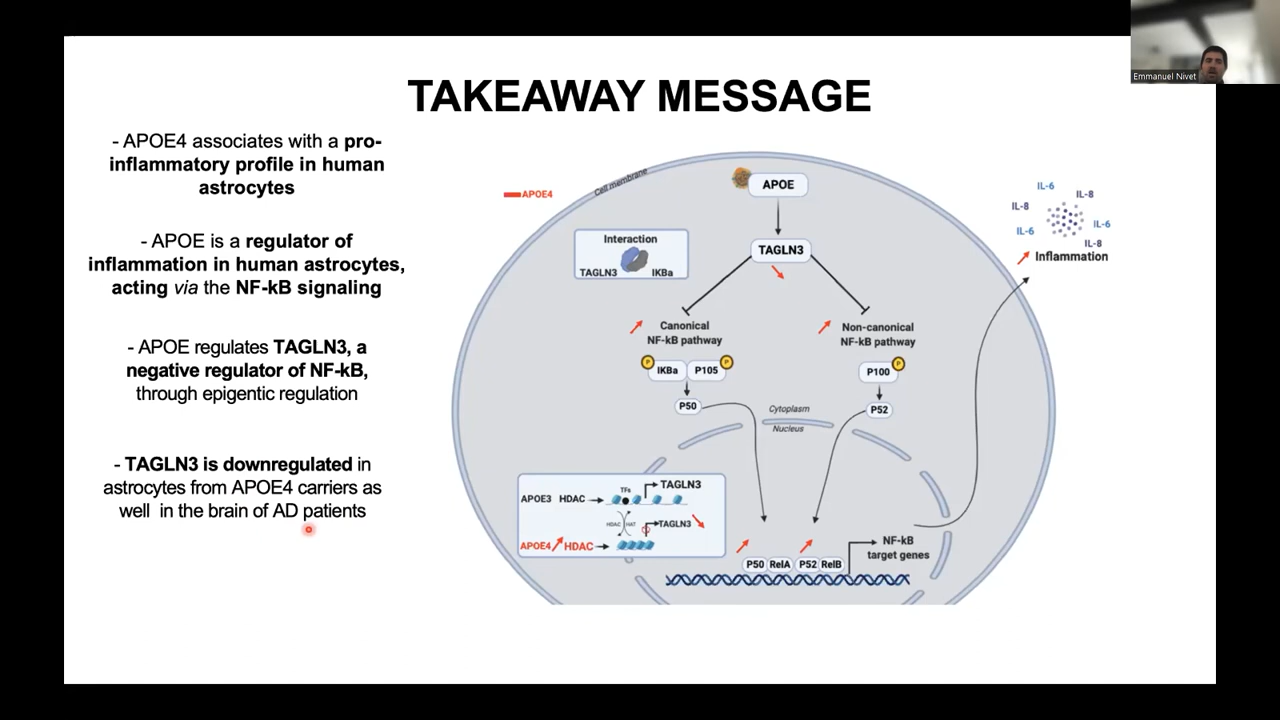 Emmanuel Nivet
TAKEAWAY MESSAGE
- APOE4 associates with a pro-
inflammatory profile in human
astrocytes
- APOE is a regulator of
inflammation in human astrocytes,
acting via the NF-kB signaling
- APOE regulates TAGLN3, a
negative regulator of NF-kB,
through epigentic regulation
- TAGLN3 is downregulated in
astrocytes from APOE4 carriers as
well in the brain of AD patients
APOE4
Cell membrane
APOE
TAGLN3
Interaction
TAGLN3
IKBa
Canonical
NF-kB pathway
P
P
IKBa
P105
P50
Non-canonical
NF-kB pathway
P
P100
P52
Cytoplasm
Nucleus
APOE3 HDAC
TFs
TAGLN3
HDAC
HAT
TAGLN3
APOE4 HDAC
P50 RelA
P52 RelB
NF-kB
target genes
IL-6
IL-8
IL-8
IL-6
IL-6
IL-8
Inflammation